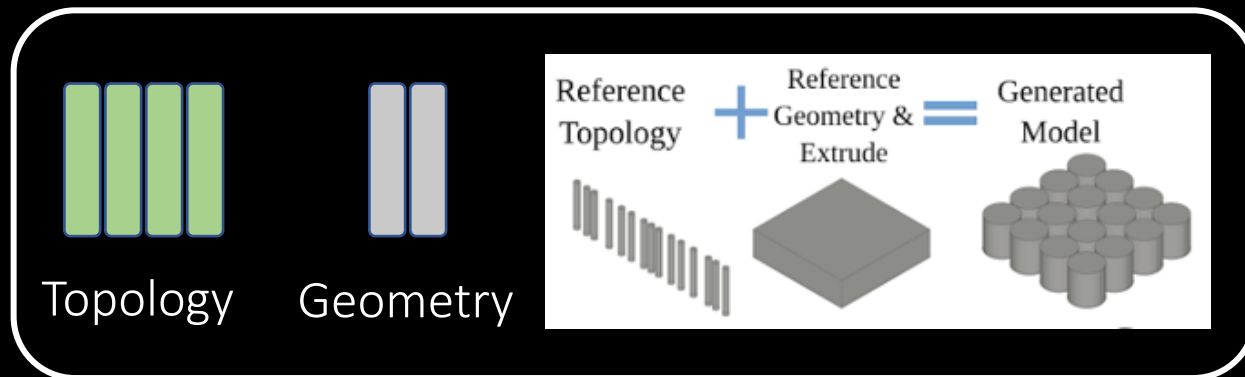 Topology
Geometry
Reference
Topology
+
Reference
Geometry &
Extrude
=
Generated
Model